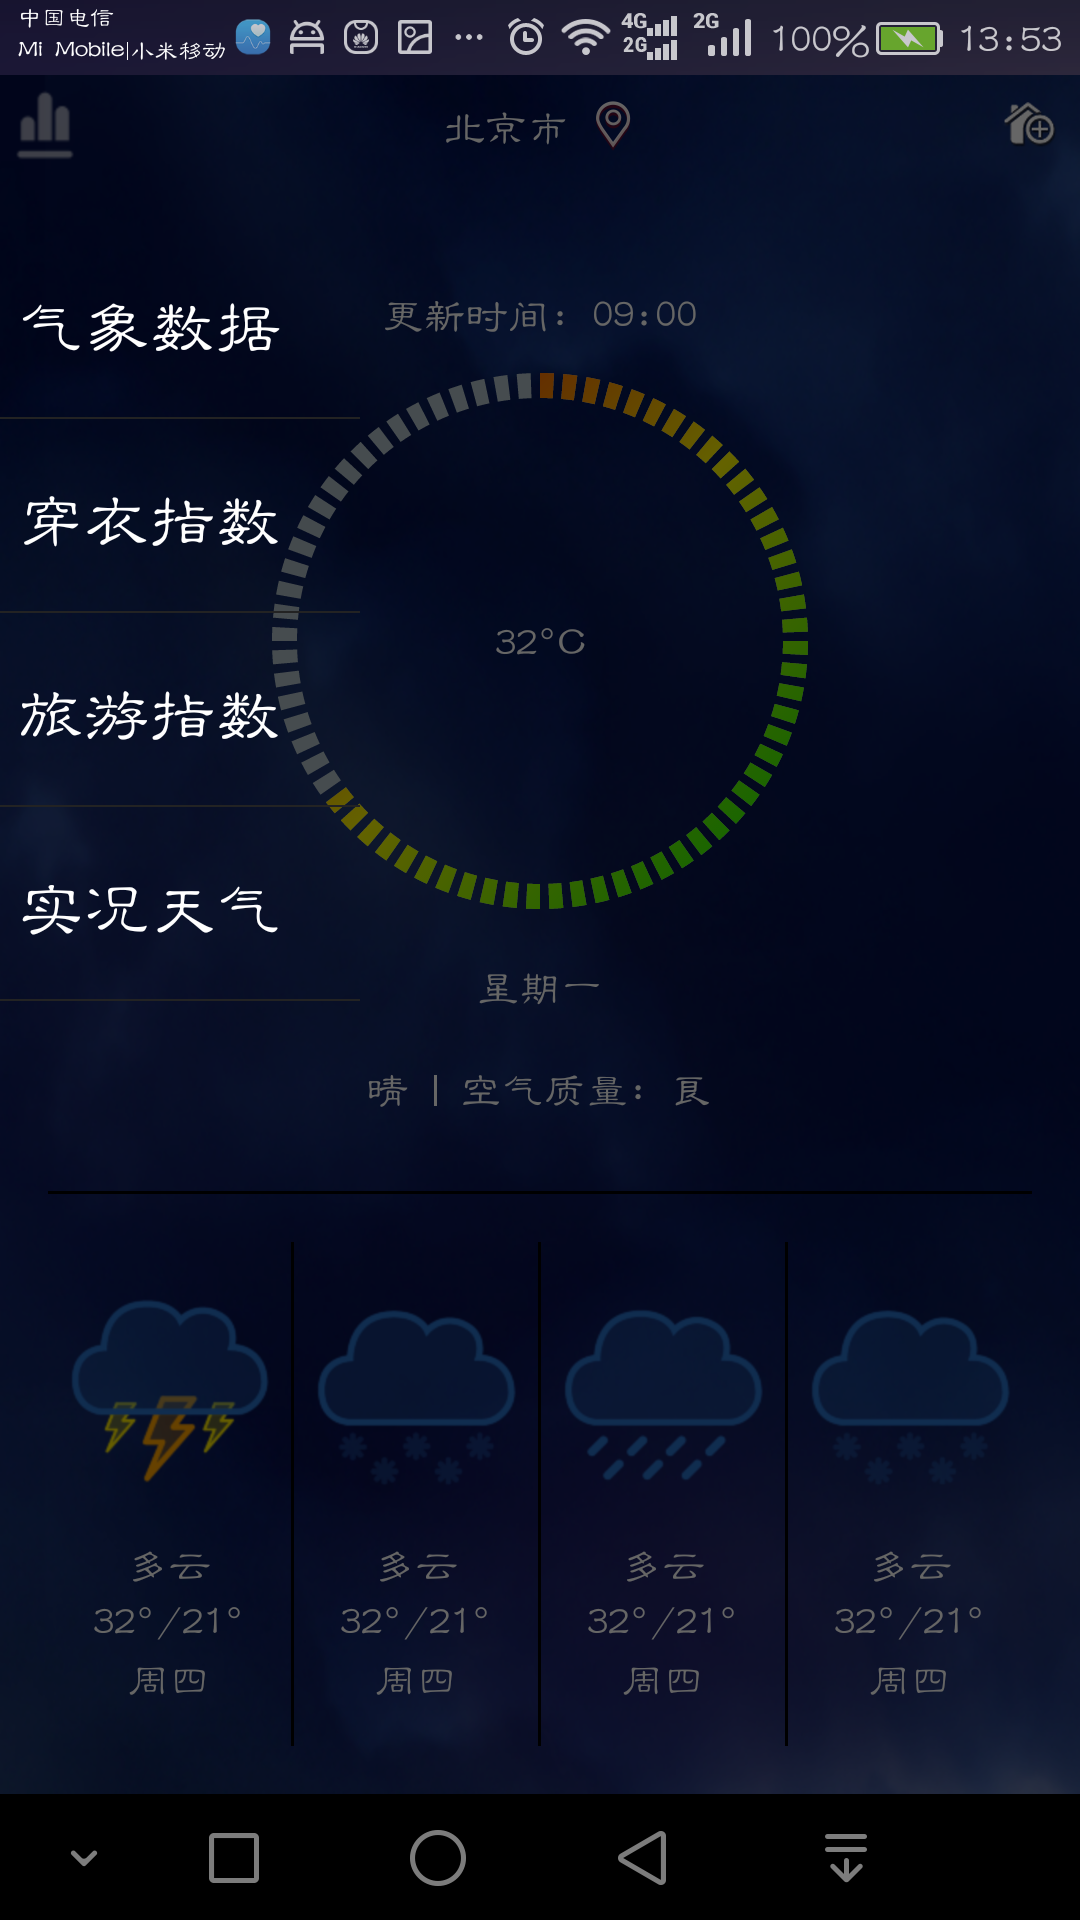 中国电信
Mi Mobile|小米移动
4G
2G
2G
100%
13:53
北京市
更新时间：09:00
气象数据
穿衣指数
旅游指数
实况天气
32°C
星期一
晴 | 空气质量：良
多云 多云 多云 多云
32°/21° 32°/21° 32°/21° 32°/21°
周四 周四 周四 周四